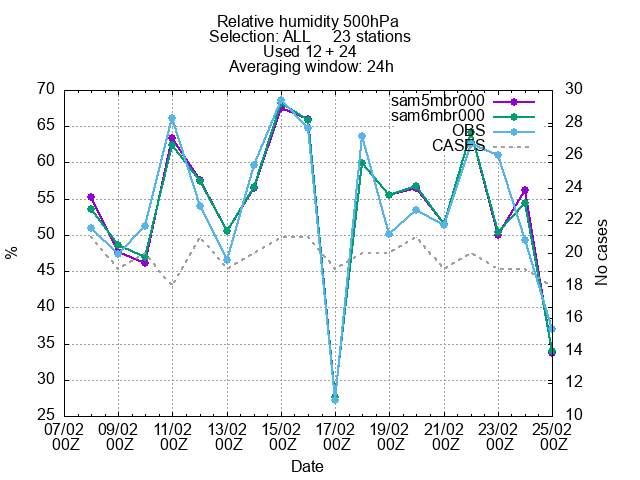 Relative humidity 500hPa
Selection: ALL 23 stations
Used 12 + 24
Averaging window: 24h
sam5mbr000
sam6mbr000
OBS
CASES
70
65
60
55
50
45
40
35
30
25
%
30
28
26
24
22
20
18
16
14
12
10
No cases
07/02 09/02 11/02 13/02 15/02 17/02 19/02 21/02 23/02 25/02
00Z 00Z 00Z 00Z 00Z 00Z 00Z 00Z 00Z 00Z
Date